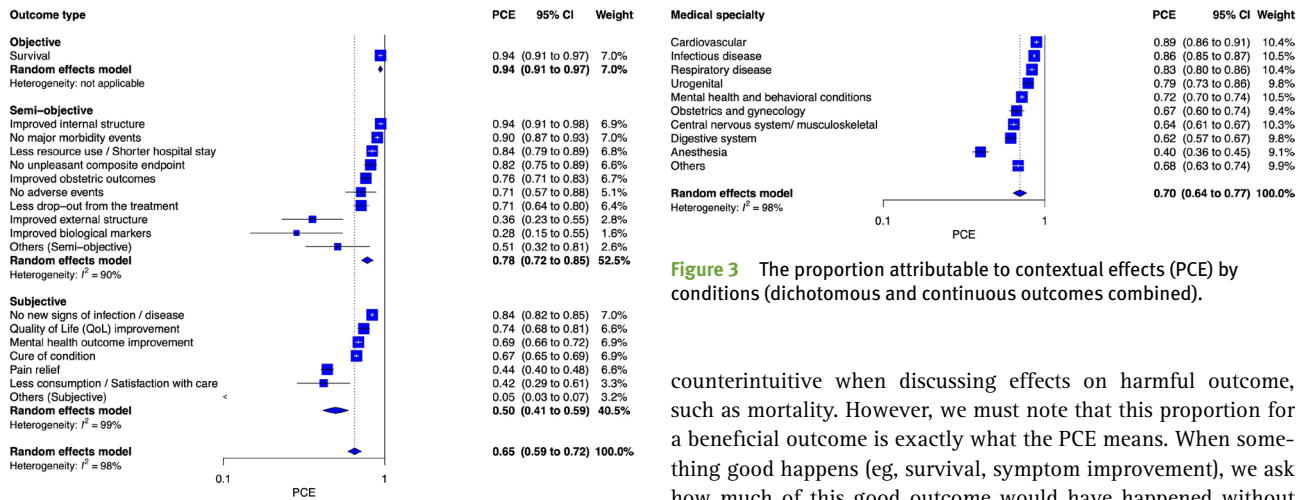 Outcome type PCE 95% CI Weight
Objective
Survival 0.94 (0.91 to 0.97) 7.0%
Random effects model 0.94 (0.91 to 0.97) 7.0%
Heterogeneity: not applicable
Semi-objective
Improved internal structure 0.94 (0.91 to 0.98) 6.9%
No major morbidity events 0.90 (0.87 to 0.93) 7.0%
Less resource use / Shorter hospital stay 0.84 (0.79 to 0.89) 6.8%
No unpleasant composite endpoint 0.82 (0.75 to 0.89) 6.6%
Improved obstetric outcomes 0.76 (0.71 to 0.83) 6.7%
No adverse events 0.71 (0.57 to 0.88) 5.1%
Less drop–out from the treatment 0.71 (0.64 to 0.80) 6.4%
Improved external structure 0.36 (0.23 to 0.55) 2.8%
Improved biological markers 0.28 (0.15 to 0.55) 1.6%
Others (Semi–objective) 0.51 (0.32 to 0.81) 2.6%
Random effects model 0.78 (0.72 to 0.85) 52.5%
Heterogeneity: I² = 90%
Subjective
No new signs of infection / disease 0.84 (0.82 to 0.85) 7.0%
Quality of Life (QoL) improvement 0.74 (0.68 to 0.81) 6.6%
Mental health outcome improvement 0.69 (0.66 to 0.72) 6.9%
Cure of condition 0.67 (0.65 to 0.69) 6.9%
Pain relief 0.44 (0.40 to 0.48) 6.6%
Less consumption / Satisfaction with care 0.42 (0.29 to 0.61) 3.3%
Others (Subjective) < 0.05 (0.03 to 0.07) 3.2%
Random effects model 0.50 (0.41 to 0.59) 40.5%
Heterogeneity: I² = 99%
Random effects model 0.65 (0.59 to 0.72) 100.0%
Heterogeneity: I² = 98%
0.1 1
PCE
Medical specialty PCE 95% CI Weight
Cardiovascular 0.89 (0.86 to 0.91) 10.4%
Infectious disease 0.86 (0.85 to 0.87) 10.5%
Respiratory disease 0.83 (0.80 to 0.86) 10.4%
Urogenital 0.79 (0.73 to 0.86) 9.8%
Mental health and behavioral conditions 0.72 (0.70 to 0.74) 10.5%
Obstetrics and gynecology 0.67 (0.60 to 0.74) 9.4%
Central nervous system/ musculoskeletal 0.64 (0.61 to 0.67) 10.3%
Digestive system 0.62 (0.57 to 0.67) 9.8%
Anesthesia 0.40 (0.36 to 0.45) 9.1%
Others 0.68 (0.63 to 0.74) 9.9%
Random effects model 0.70 (0.64 to 0.77) 100.0%
Heterogeneity: I² = 98%
0.1 1
PCE
Figure 3 The proportion attributable to contextual effects (PCE) by
conditions (dichotomous and continuous outcomes combined).
counterintuitive when discussing effects on harmful outcome,
such as mortality. However, we must note that this proportion for
a beneficial outcome is exactly what the PCE means. When some-
thing good happens (eg, survival, symptom improvement), we ask
how much of this good outcome would have happened without